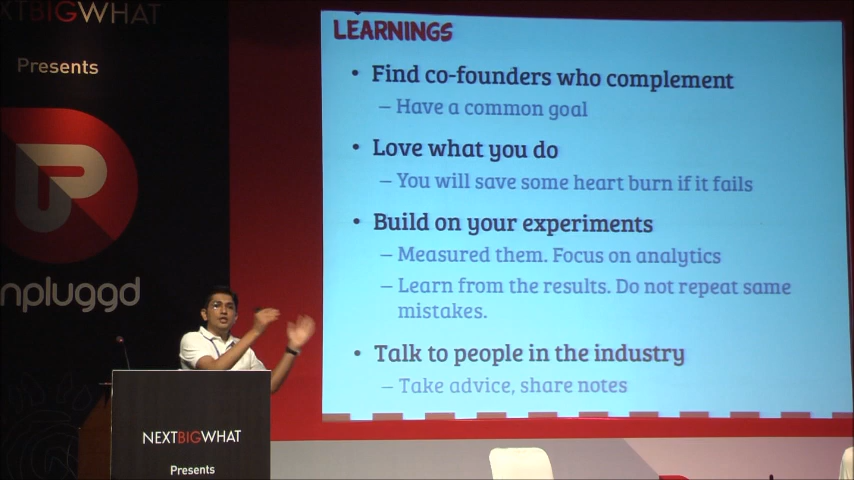 XTBIGWHAT
Presents
npluggd
LEARNINGS
• Find co-founders who complement
– Have a common goal
• Love what you do
– You will save some heart burn if it fails
• Build on your experiments
– Measured them. Focus on analytics
– Learn from the results. Do not repeat same
mistakes.
• Talk to people in the industry
– Take advice, share notes
NEXTBIGWHAT
Presents